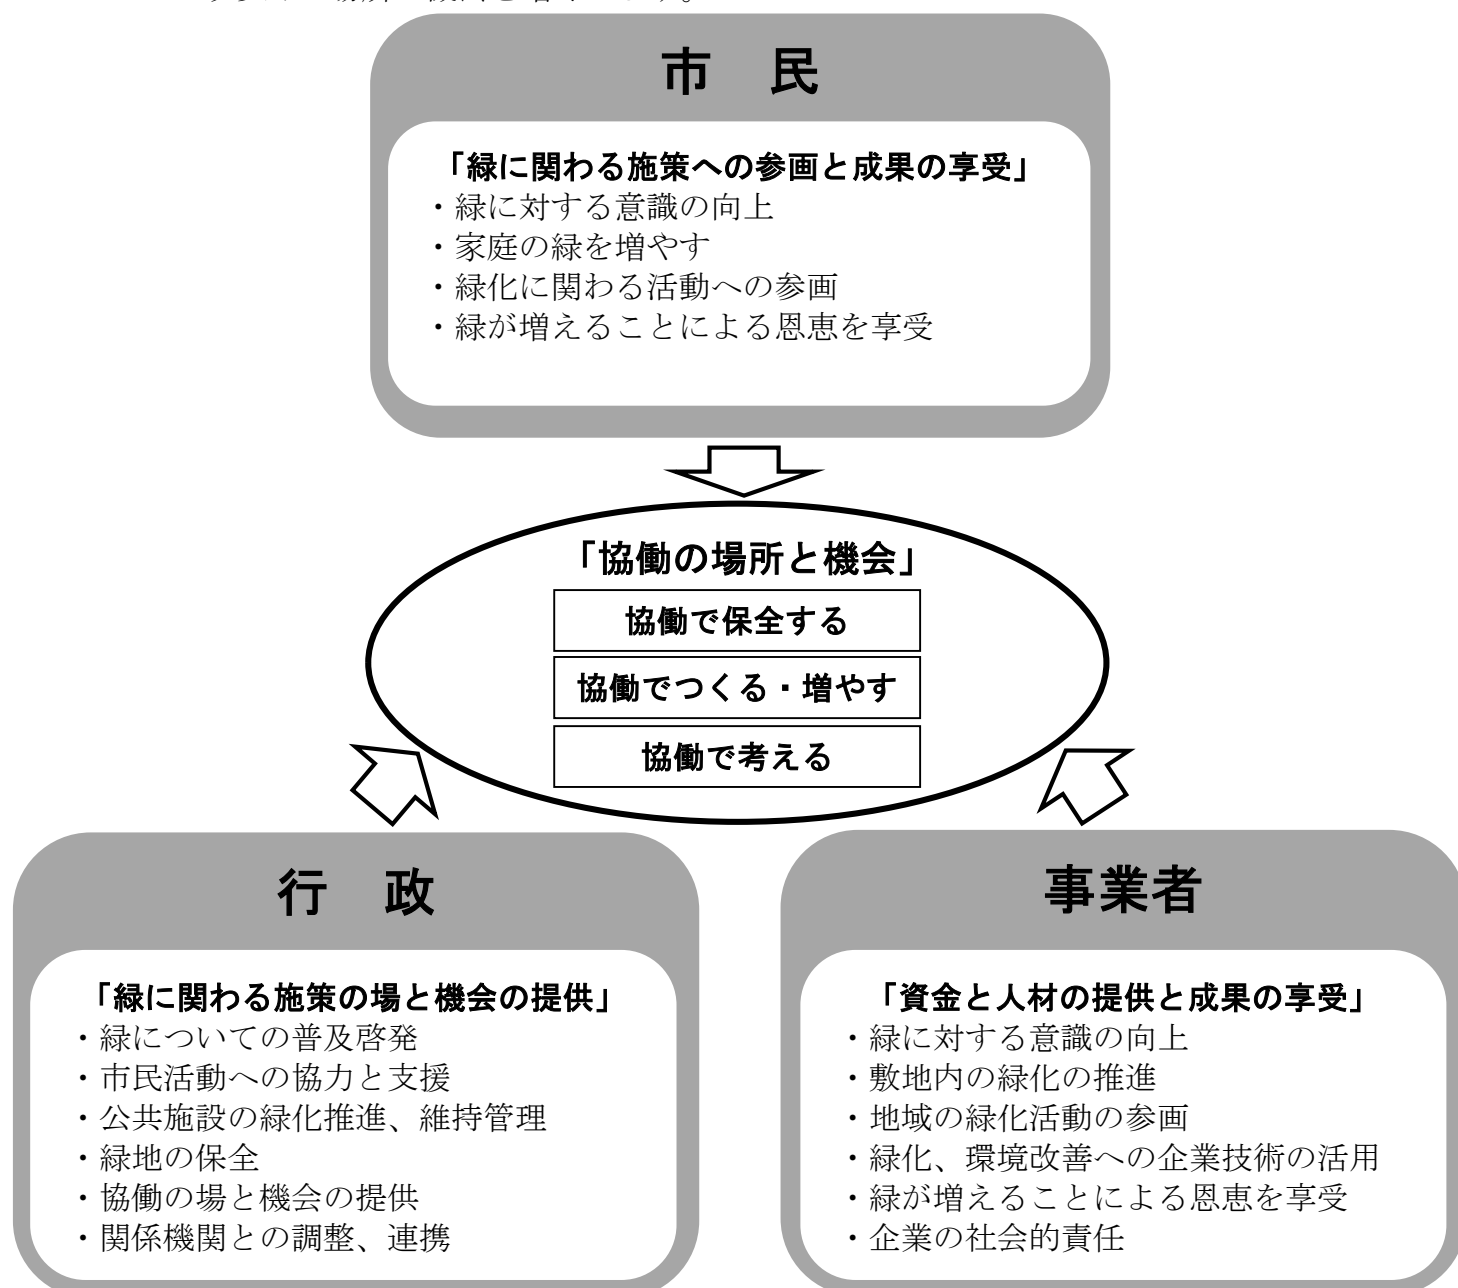 市　民
「緑に関わる施策への参画と成果の享受」
・緑に対する意識の向上
・家庭の緑を増やす
・緑化に関わる活動への参画
・緑が増えることによる恩恵を享受
「協働の場所と機会」
協働で保全する
協働でつくる・増やす
協働で考える
行　政
「緑に関わる施策の場と機会の提供」
・緑についての普及啓発
・市民活動への協力と支援
・公共施設の緑化推進、維持管理
・緑地の保全
・協働の場と機会の提供
・関係機関との調整、連携
事業者
「資金と人材の提供と成果の享受」
・緑に対する意識の向上
・敷地内の緑化の推進
・地域の緑化活動の参画
・緑化、環境改善への企業技術の活用
・緑が増えることによる恩恵を享受
・企業の社会的責任